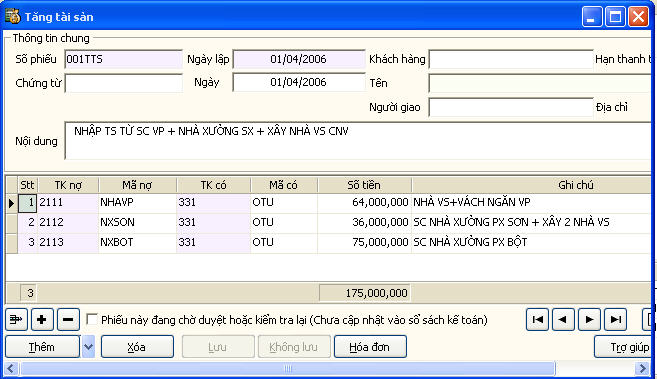 Tăng tài sản
Thông tin chung
Số phiếu 001TTS Ngày lập 01/04/2006 Khách hàng Hạn thanh t
Chứng từ Ngày 01/04/2006 Tên
Người giao Địa chỉ
Nội dung NHẬP TS TỪ SC VP + NHÀ XƯỞNG SX + XÂY NHÀ VS CNV
Stt TK nợ Mã nợ TK có Mã có Số tiền Ghi chú
1 2111 NHAVP 331 OTU 64,000,000 NHÀ VS+VÁCH NGĂN VP
2 2112 NXSON 331 OTU 36,000,000 SC NHÀ XƯỞNG PX SƠN + XÂY 2 NHÀ VS
3 2113 NXBOT 331 OTU 75,000,000 SC NHÀ XƯỞNG PX BỘT
3 175,000,000
Phiếu này đang chờ duyệt hoặc kiểm tra lại (Chưa cập nhật vào sổ sách kế toán)
Thêm Xóa Lưu Không lưu Hóa đơn Trợ giúp